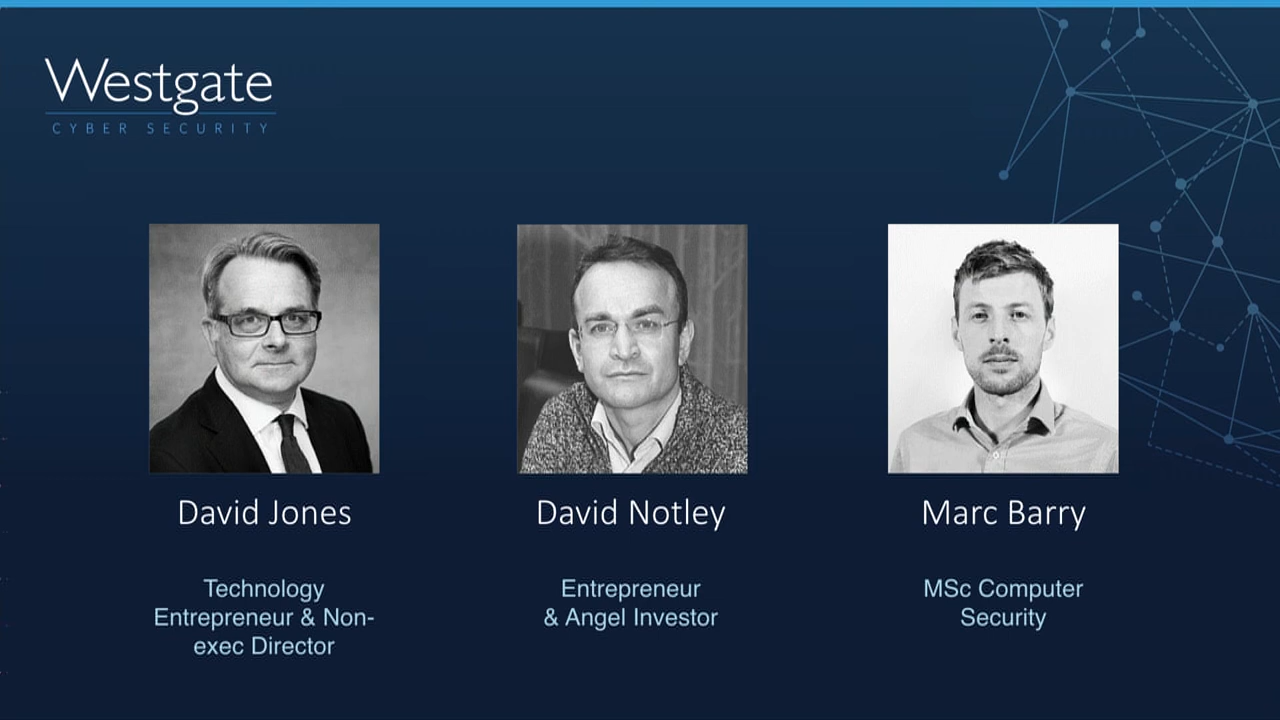 Westgate
CYBER SECURITY
David Jones
David Notley
Marc Barry
Technology
Entrepreneur & Non-
exec Director
Entrepreneur
& Angel Investor
MSc Computer
Security